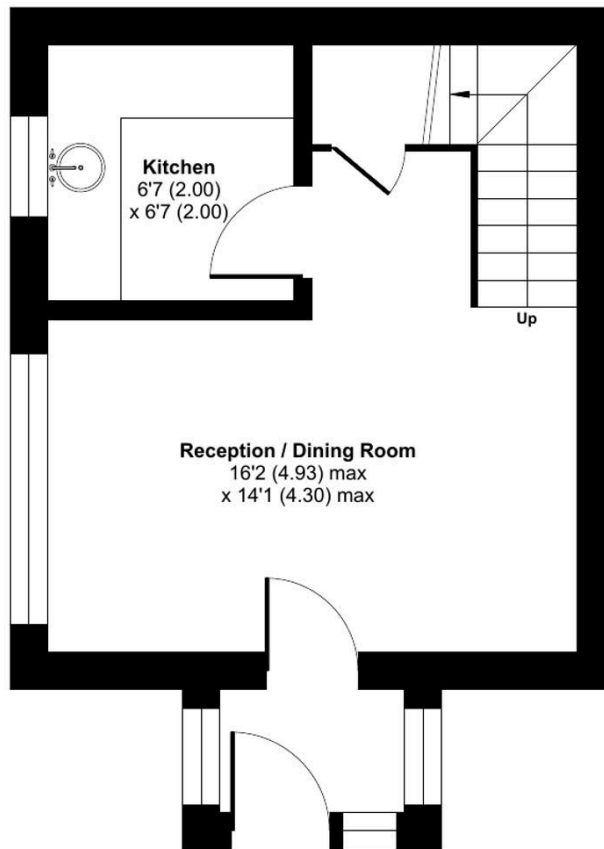 Kitchen
6'7 (2.00)
x 6'7 (2.00)
Up
Reception / Dining Room
16'2 (4.93) max
x 14'1 (4.30) max